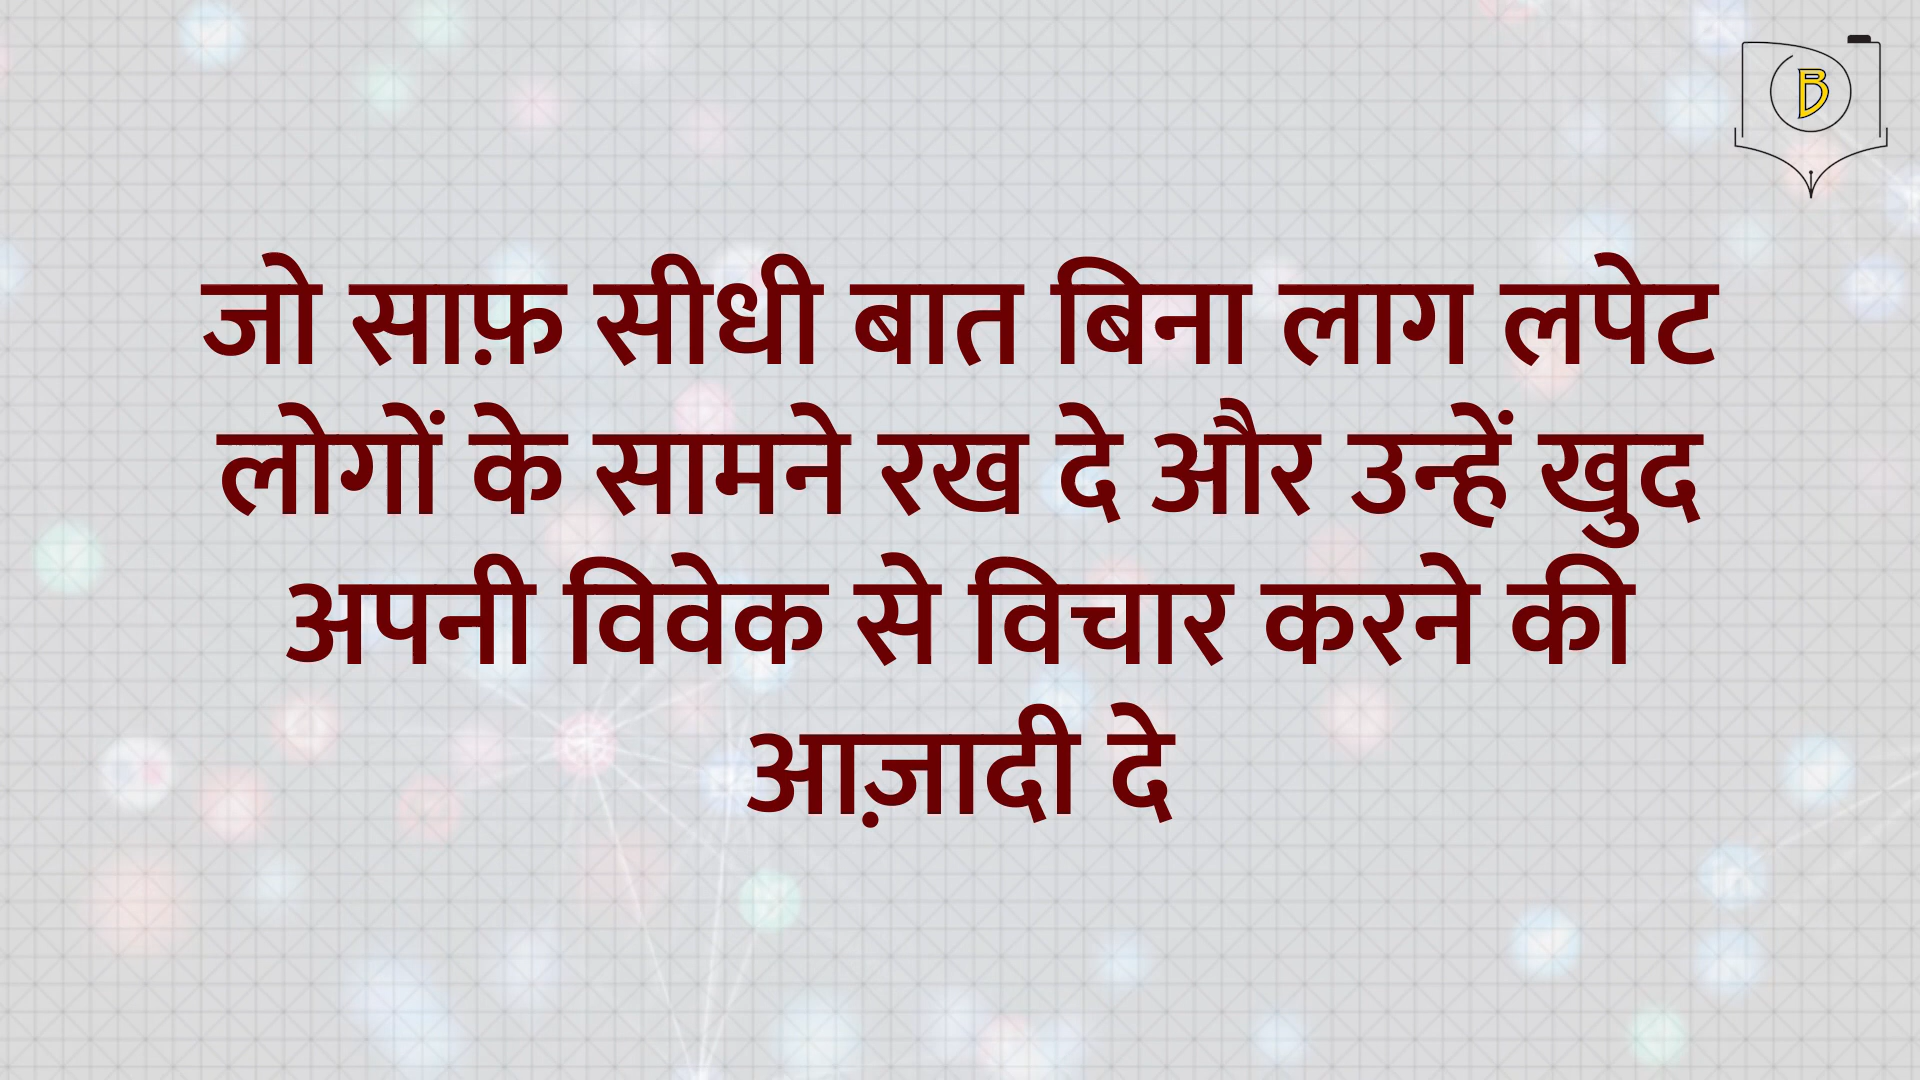 B
जो साफ़ सीधी बात बिना लाग लपेट
लोगों के सामने रख दे और उन्हें खुद
अपनी विवेक से विचार करने की
आज़ादी दे